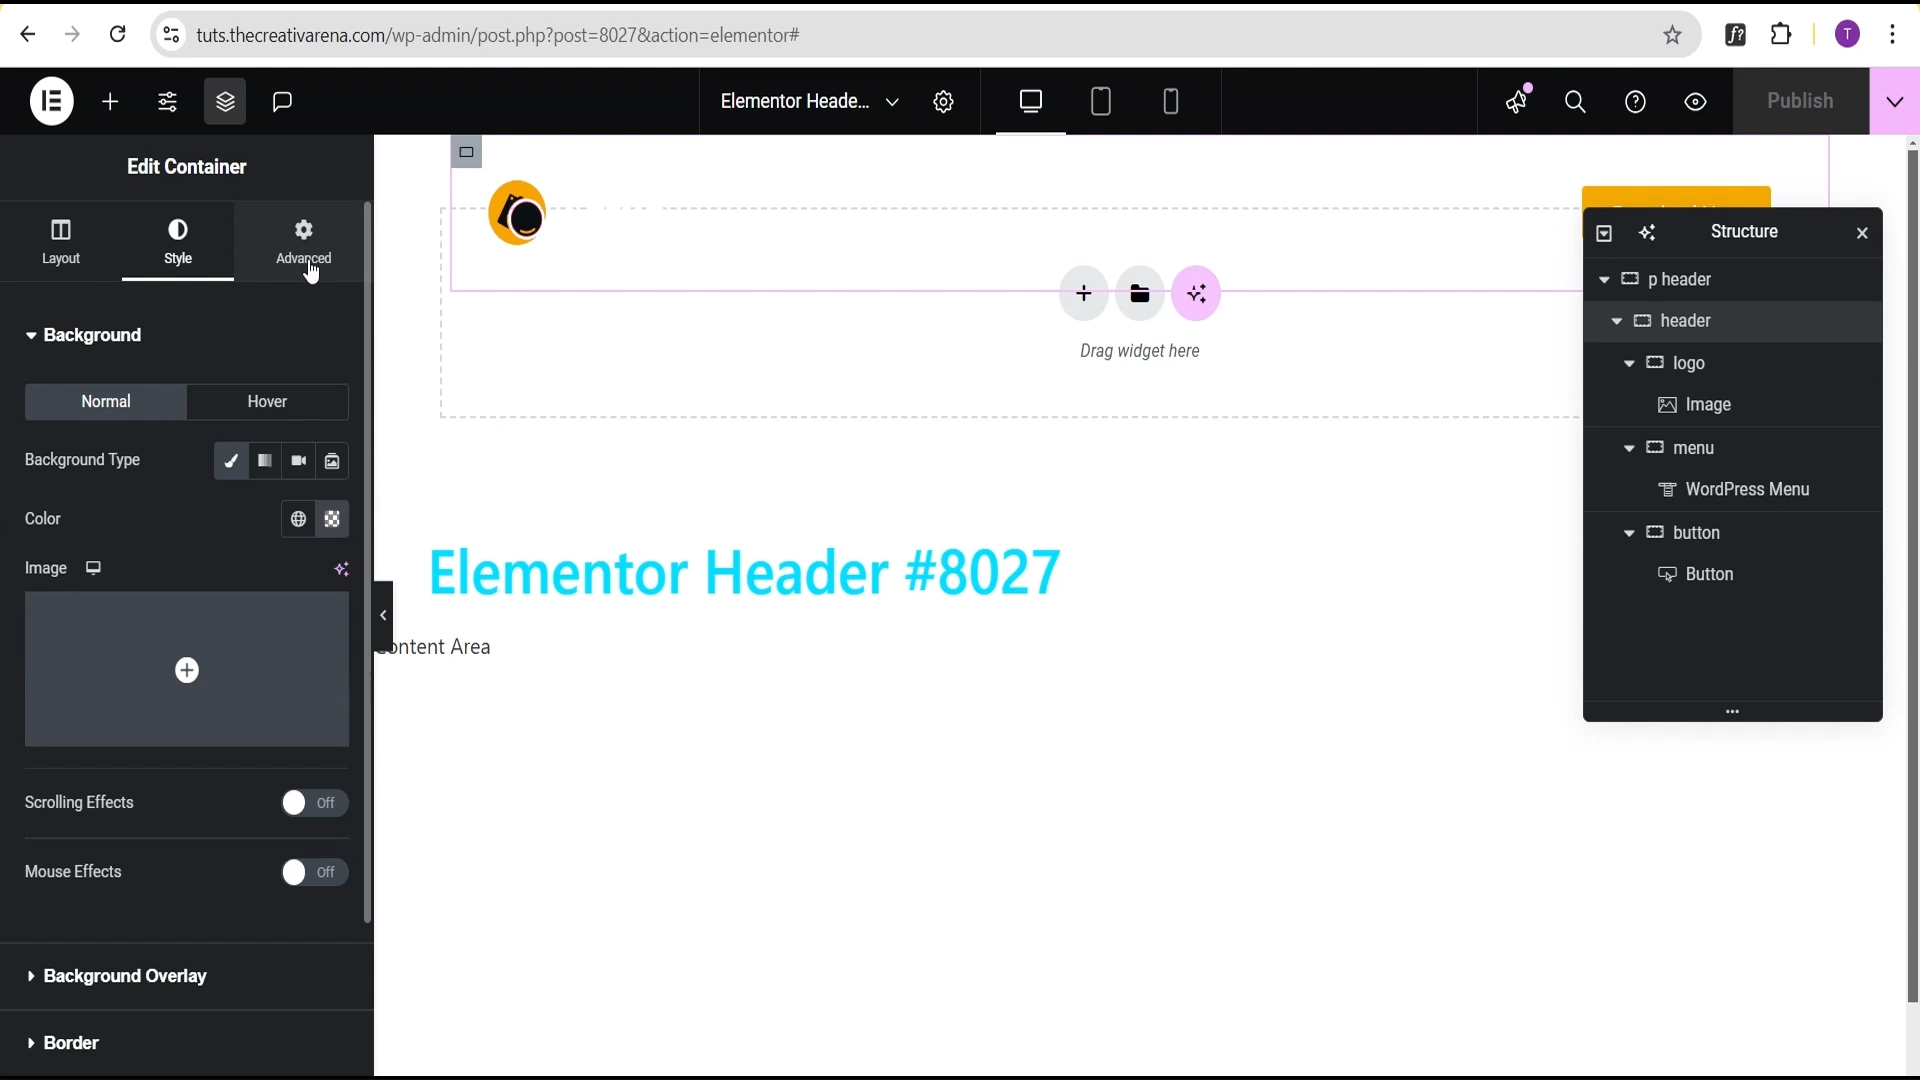 tuts.thecreativarena.com/wp-admin/post.php?post=8027&action=elementor#
T
Elementor Heade...
Publish
Edit Container
Layout
Style
Advanced
Background
Normal
Hover
Background Type
Color
Image
Scrolling Effects
Off
Mouse Effects
Off
Background Overlay
Border
Drag widget here
Elementor Header #8027
ontent Area
Structure
p header
header
logo
Image
menu
WordPress Menu
button
Button